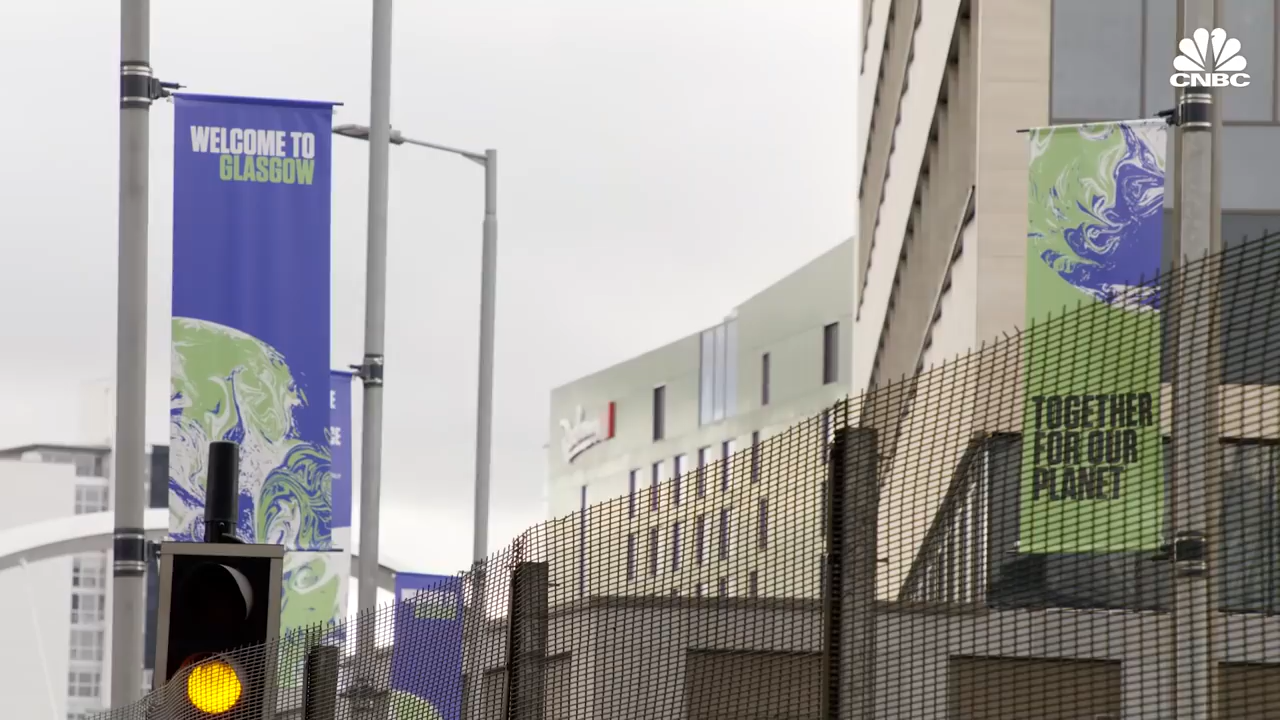 WELCOME TO
GLASGOW
CNBC
TOGETHER
FOR OUR
PLANET